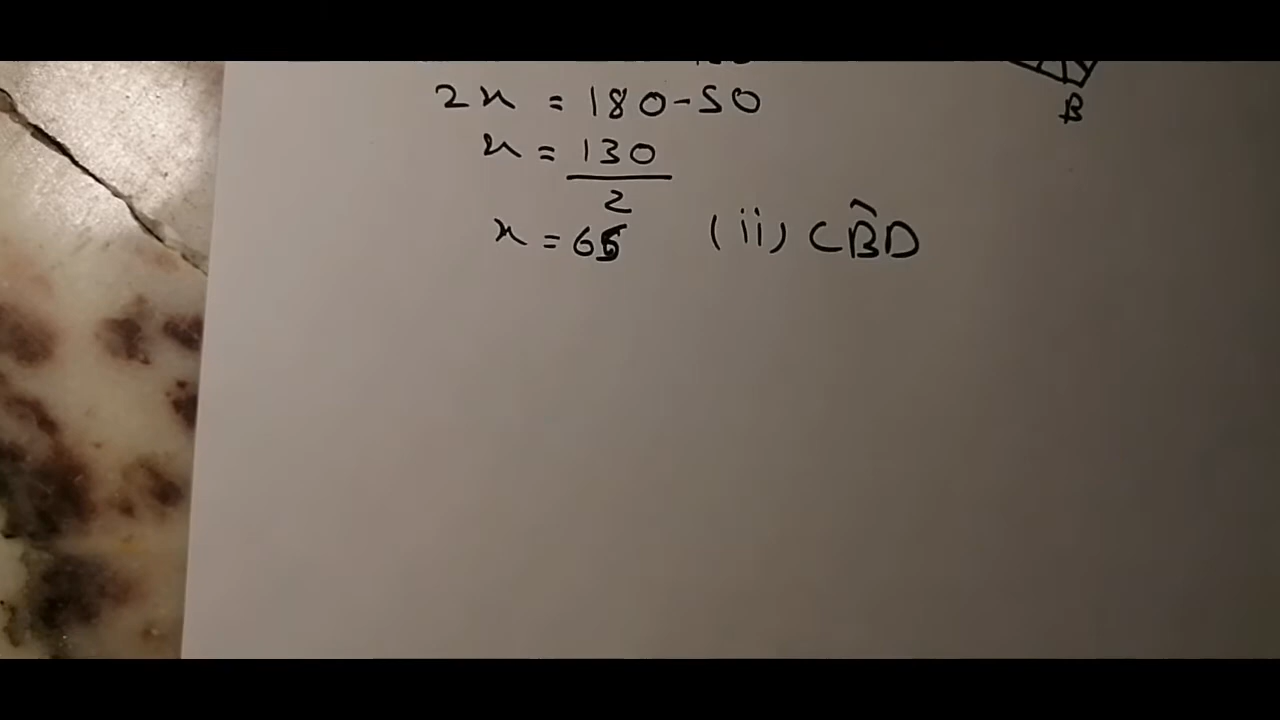 2x = 180-50
B
x = 130
2
x = 65 (ii) CB̂D